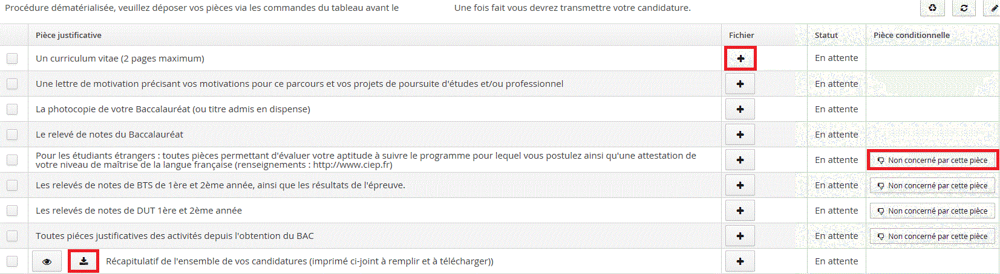 Procédure dématérialisée, veuillez déposer vos pièces via les commandes du tableau avant le Une fois fait vous devrez transmettre votre candidature.
Pièce justificative Fichier Statut Pièce conditionnelle
Un curriculum vitae (2 pages maximum) En attente
Une lettre de motivation précisant vos motivations pour ce parcours et vos projets de poursuite d'études et/ou professionnel En attente
La photocopie de votre Baccalauréat (ou titre admis en dispense) En attente
Le relevé de notes du Baccalauréat En attente
Pour les étudiants étrangers : toutes pièces permettant d'évaluer votre aptitude à suivre le programme pour lequel vous postulez ainsi qu'une attestation de
votre niveau de maîtrise de la langue française (renseignements : http://www.ciep.fr) En attente Non concerné par cette pièce
Les relevés de notes de BTS de 1ère et 2ème année, ainsi que les résultats de l'épreuve. En attente Non concerné par cette pièce
Les relevés de notes de DUT 1ère et 2ème année En attente Non concerné par cette pièce
Toutes piéces justificatives des activités depuis l'obtention du BAC En attente Non concerné par cette pièce
Récapitulatif de l'ensemble de vos candidatures (imprimé ci-joint à remplir et à télécharger)) En attente